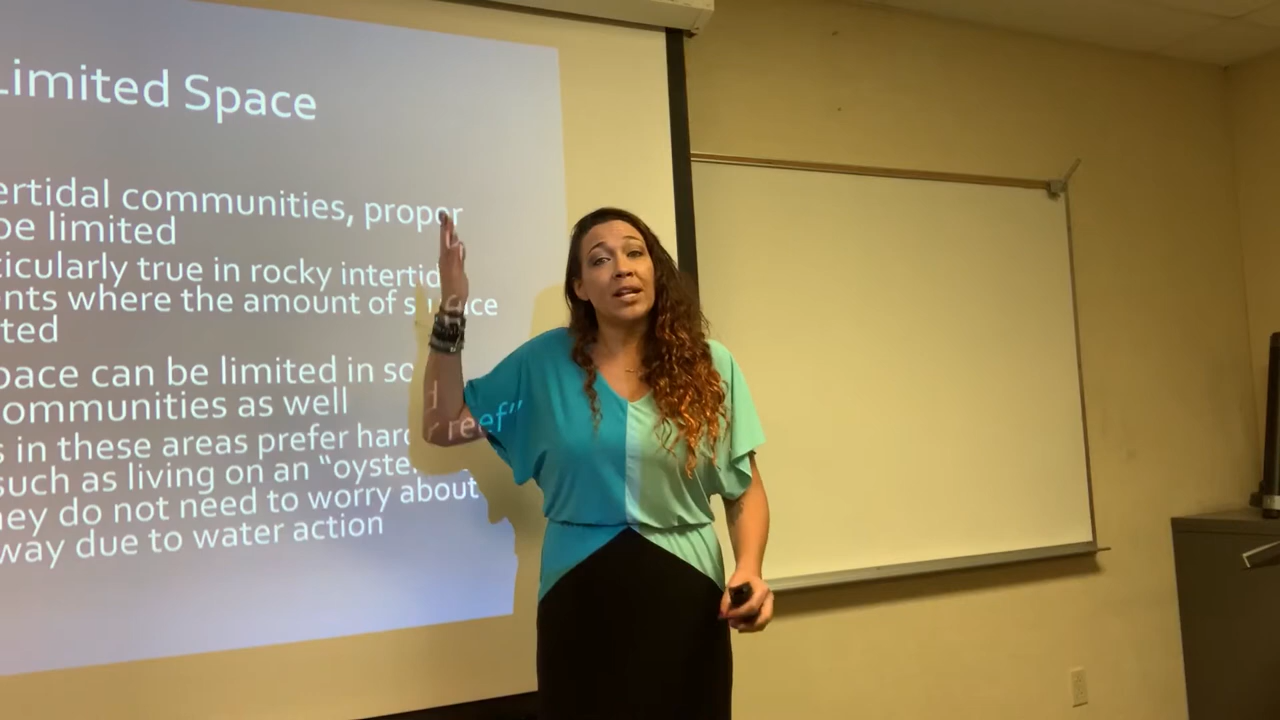 Limited Space
ertidal communities, proper
be limited
ticularly true in rocky intertid
nts where the amount of s
ted
pace can be limited in so
ommunities as well
s in these areas prefer hard
such as living on an "oyster reef"
hey do not need to worry about
way due to water action